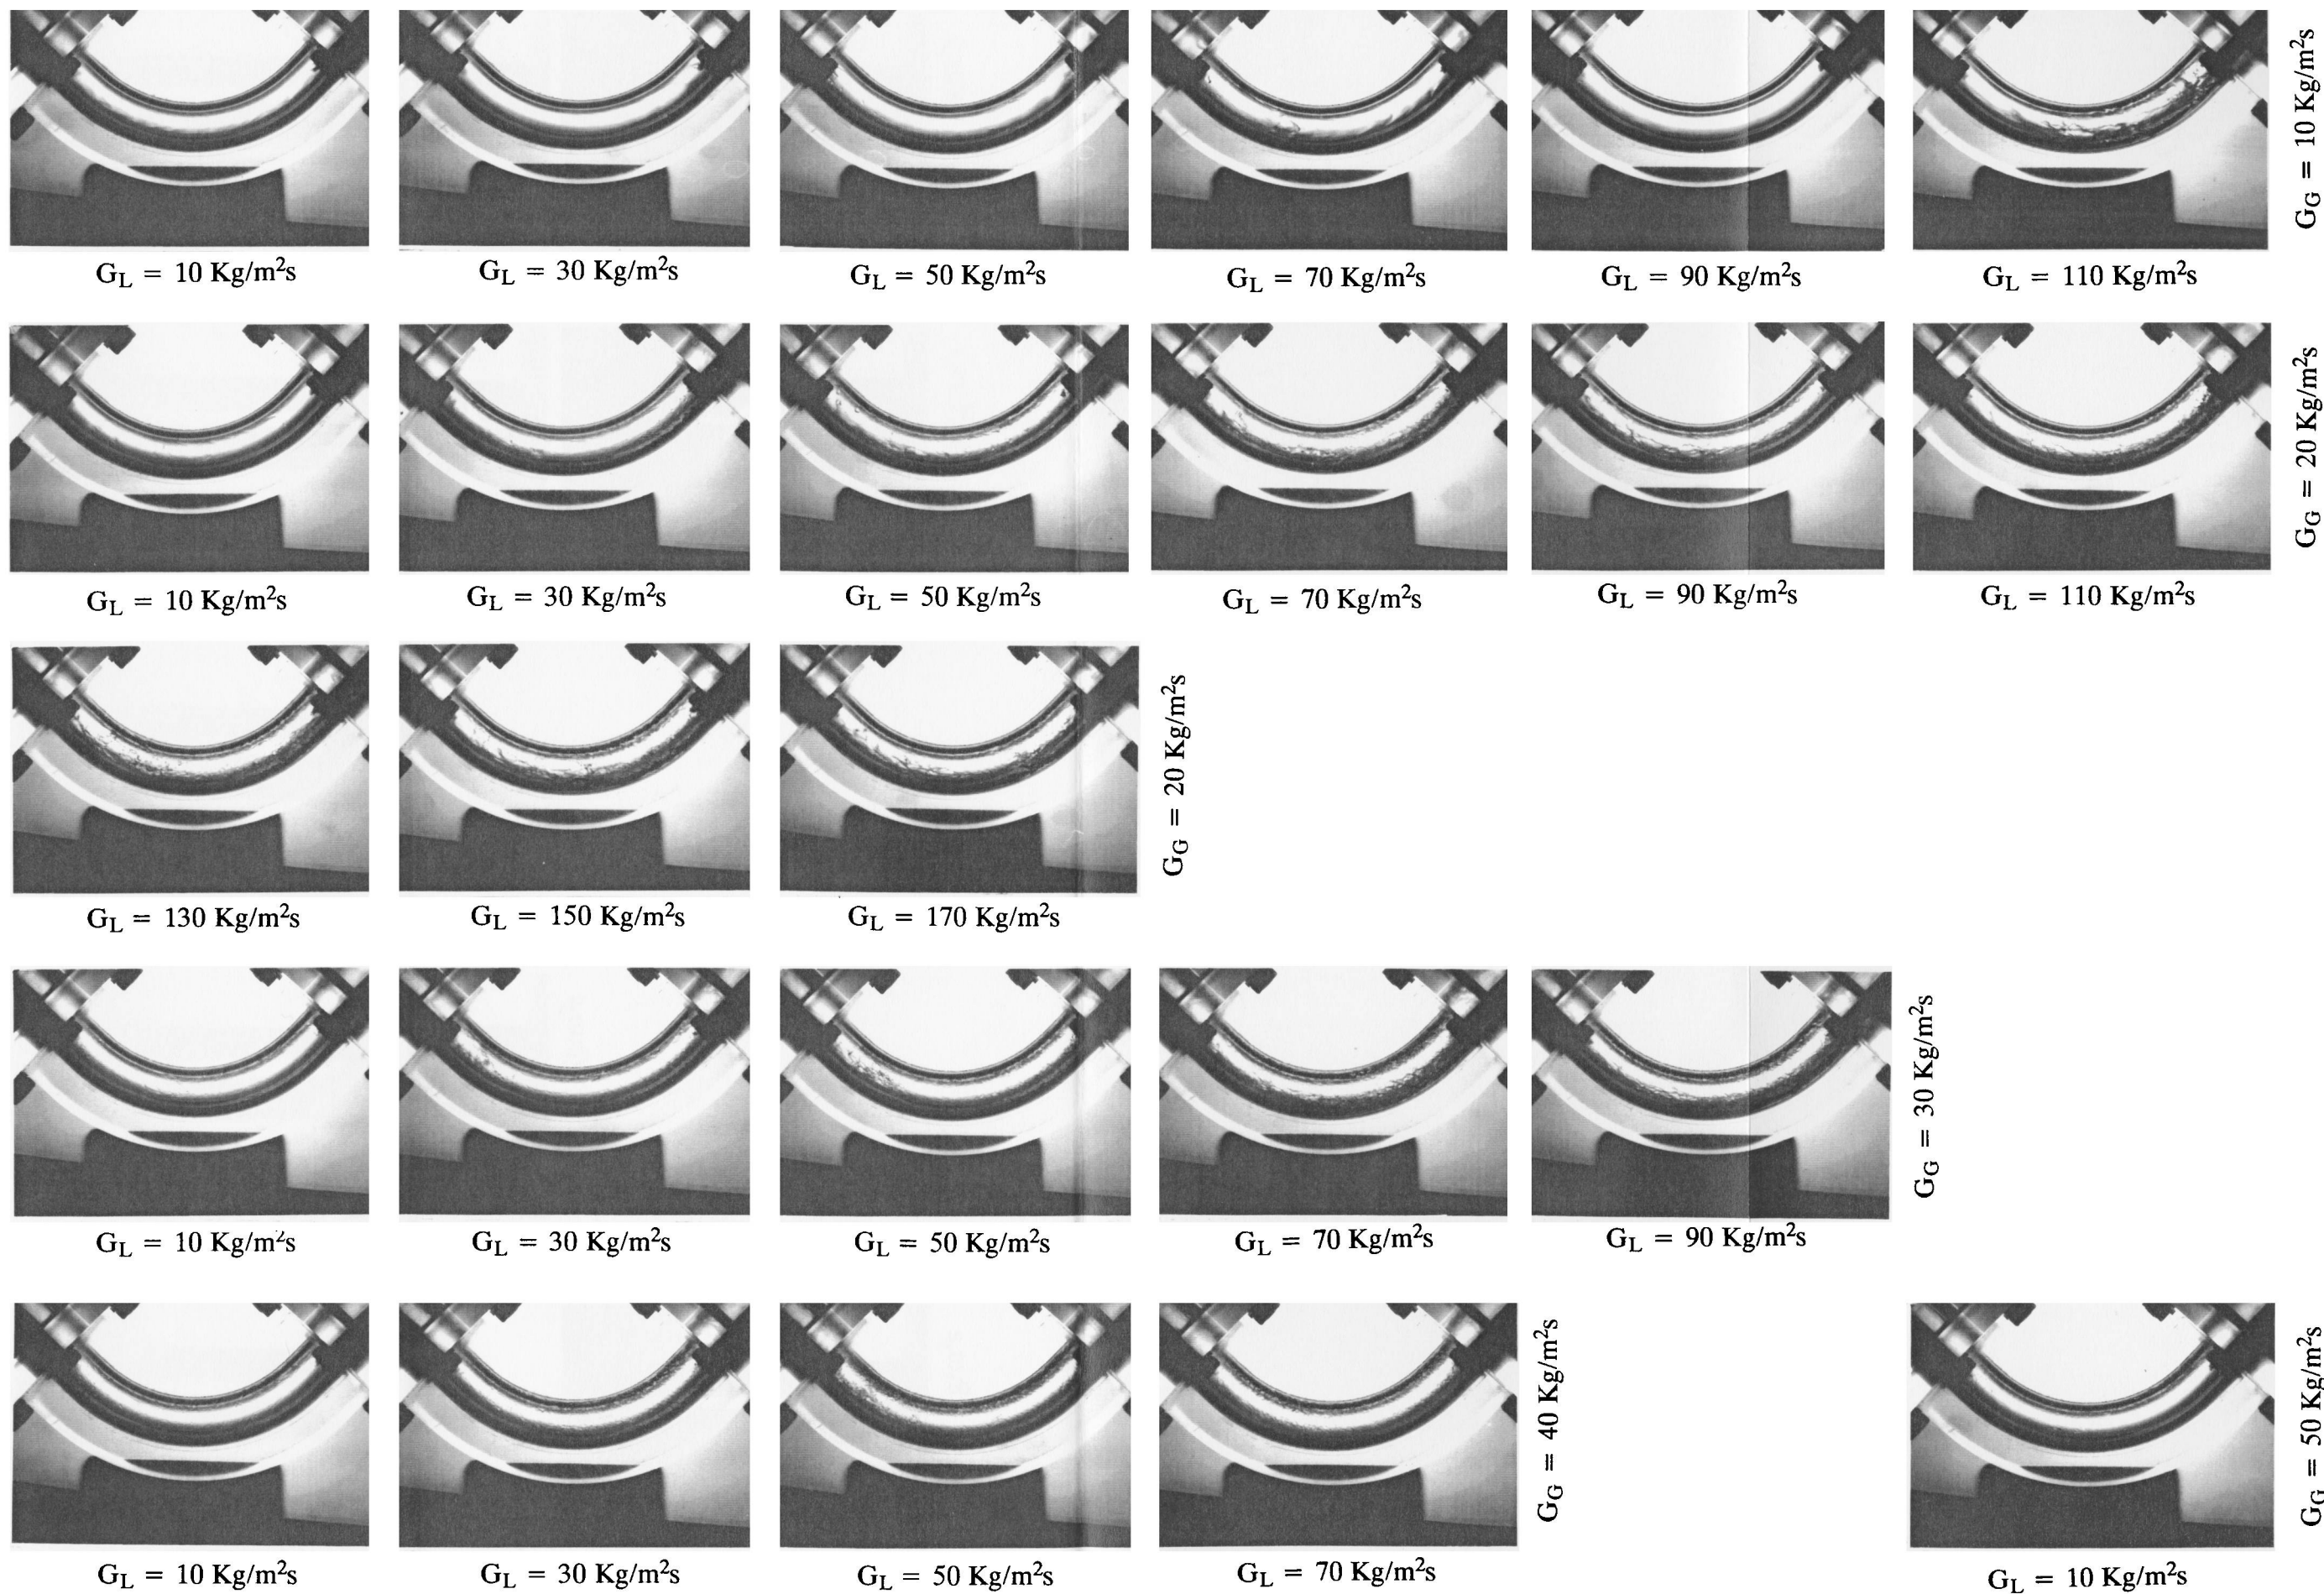 G_G = 10 Kg/m²s
G_L = 10 Kg/m²s
G_L = 30 Kg/m²s
G_L = 50 Kg/m²s
G_L = 70 Kg/m²s
G_L = 90 Kg/m²s
G_L = 110 Kg/m²s
G_G = 20 Kg/m²s
G_L = 10 Kg/m²s
G_L = 30 Kg/m²s
G_L = 50 Kg/m²s
G_L = 70 Kg/m²s
G_L = 90 Kg/m²s
G_L = 110 Kg/m²s
G_G = 20 Kg/m²s
G_L = 130 Kg/m²s
G_L = 150 Kg/m²s
G_L = 170 Kg/m²s
G_G = 30 Kg/m²s
G_L = 10 Kg/m²s
G_L = 30 Kg/m²s
G_L = 50 Kg/m²s
G_L = 70 Kg/m²s
G_L = 90 Kg/m²s
G_G = 40 Kg/m²s
G_G = 50 Kg/m²s
G_L = 10 Kg/m²s
G_L = 30 Kg/m²s
G_L = 50 Kg/m²s
G_L = 70 Kg/m²s
G_L = 10 Kg/m²s